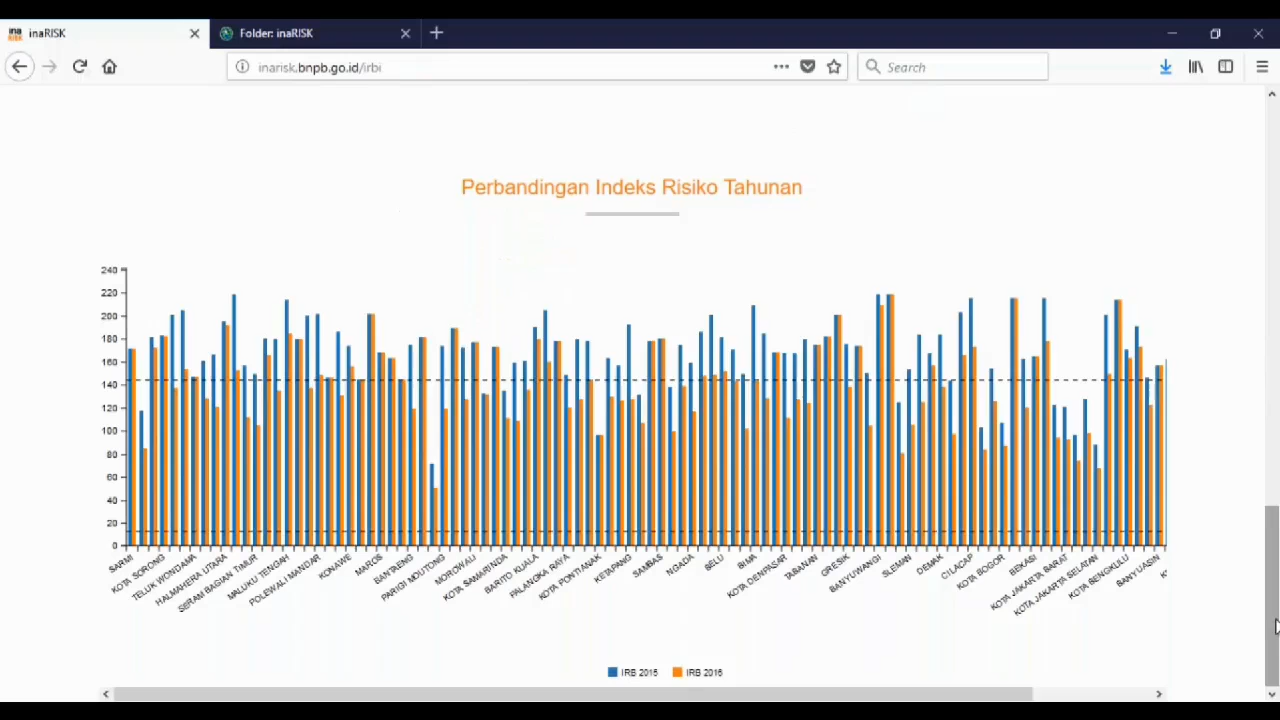 ina RISK
inaRISK
Folder: inaRISK
inarisk.bnpb.go.id/irbi
Search
Perbandingan Indeks Risiko Tahunan
240
220
200
180
160
140
120
100
80
60
40
20
0
SARMI
KOTA SORONG
TELUK WONDAMA
HALMAHERA UTARA
SERAM BAGIAN TIMUR
MALUKU TENGAH
POLEWALI MANDAR
KONAWE
MAROS
BANTAENG
PARIGI MOUTONG
MOROWALI
KOTA SAMARINDA
BARITO KUALA
PALANGKA RAYA
KOTA PONTIANAK
KETAPANG
SAMBAS
NGADA
BELU
BIMA
KOTA DENPASAR
TABANAN
GRESIK
BANYUWANGI
SLEMAN
DEMAK
CILACAP
KOTA BOGOR
BEKASI
KOTA JAKARTA BARAT
KOTA JAKARTA SELATAN
KOTA BENGKULU
BANYUASIN
IRB 2015
IRB 2016